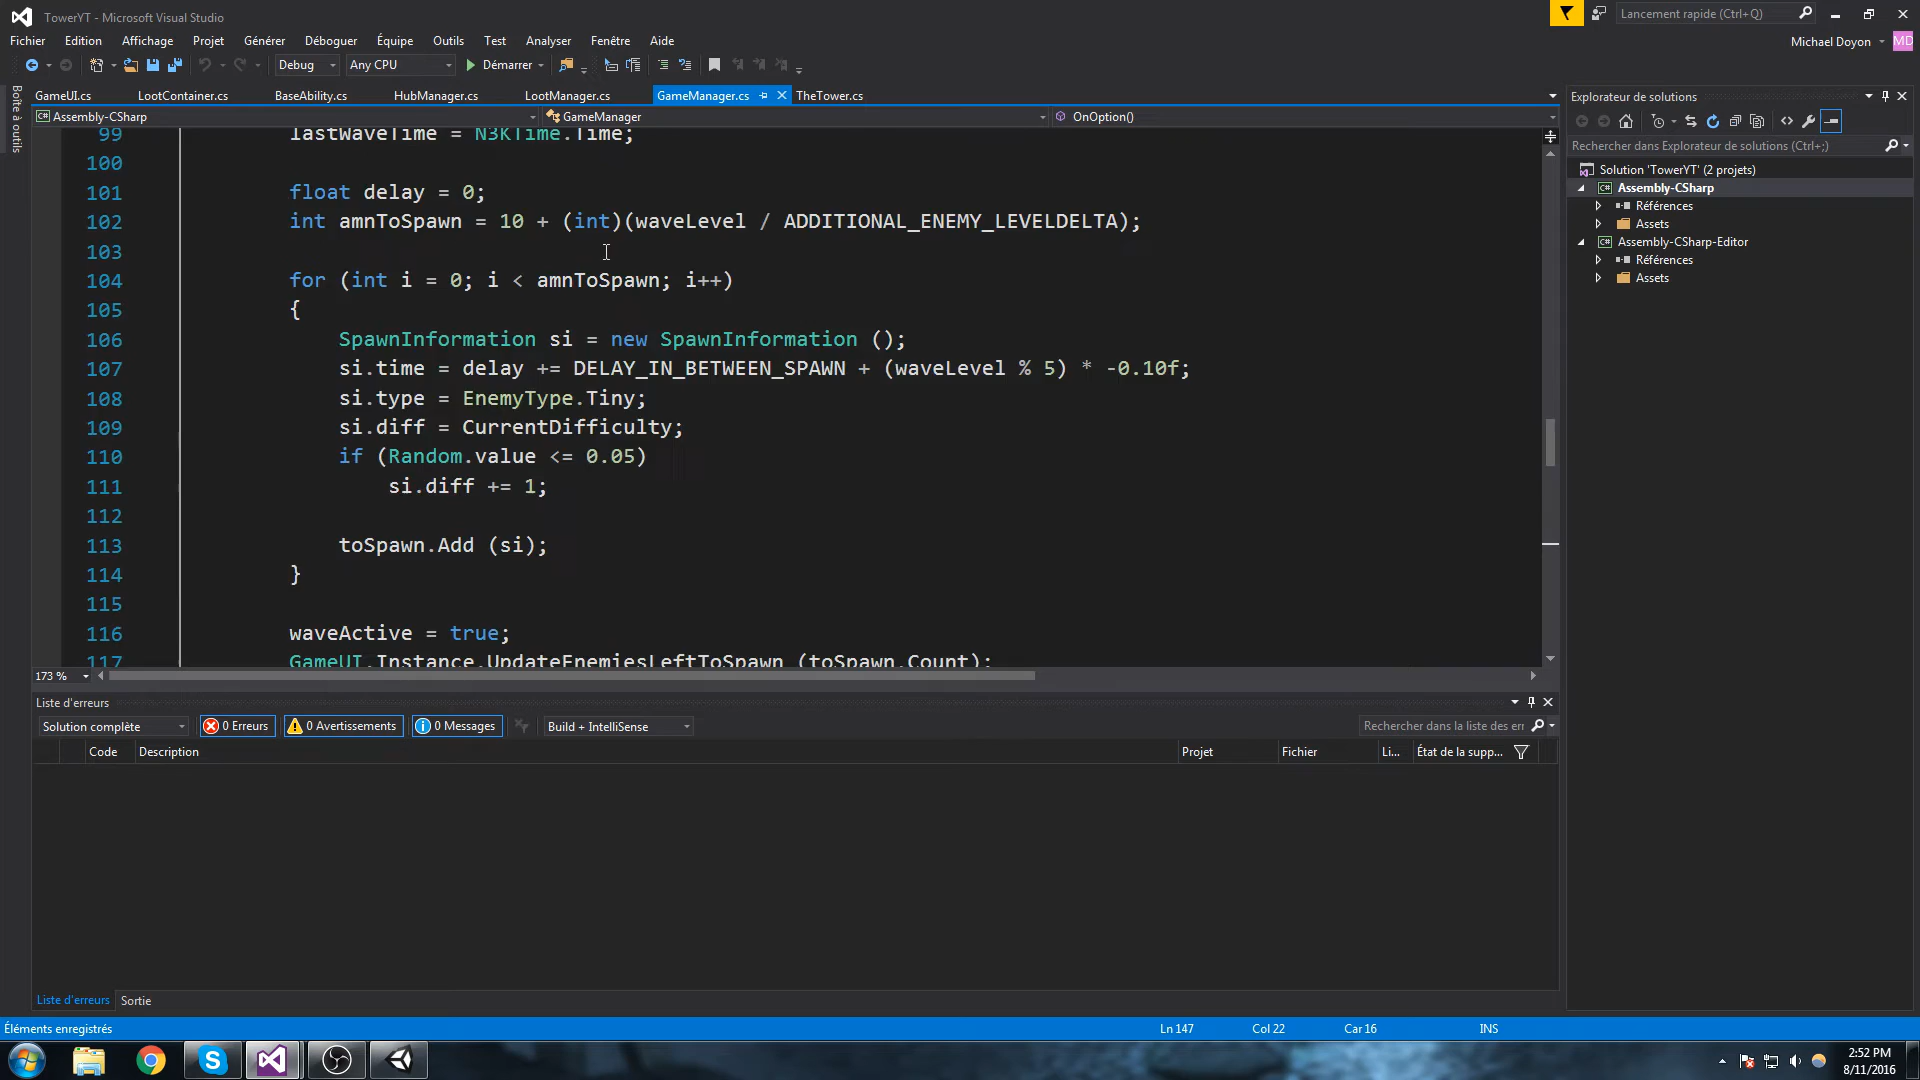 TowerYT - Microsoft Visual Studio
Lancement rapide (Ctrl+Q)
Fichier Edition Affichage Projet Générer Déboguer Équipe Outils Test Analyser Fenêtre Aide
Michael Doyon MD
Debug Any CPU Démarrer
Boîte à outils
GameUI.cs LootContainer.cs BaseAbility.cs HubManager.cs LootManager.cs GameManager.cs TheTower.cs
Assembly-CSharp GameManager OnOption()
99 lastWaveTime = N3KTime.Time;
100
101 float delay = 0;
102 int amnToSpawn = 10 + (int)(waveLevel / ADDITIONAL_ENEMY_LEVELDELTA);
103
104 for (int i = 0; i < amnToSpawn; i++)
105 {
106 SpawnInformation si = new SpawnInformation ();
107 si.time = delay += DELAY_IN_BETWEEN_SPAWN + (waveLevel % 5) * -0.10f;
108 si.type = EnemyType.Tiny;
109 si.diff = CurrentDifficulty;
110 if (Random.value <= 0.05)
111 si.diff += 1;
112
113 toSpawn.Add (si);
114 }
115
116 waveActive = true;
117 GameUI.Instance.UpdateEnemiesLeftToSpawn (toSpawn.Count);
173 %
Explorateur de solutions
Rechercher dans Explorateur de solutions (Ctrl+;)
Solution 'TowerYT' (2 projets)
C# Assembly-CSharp
Références
Assets
C# Assembly-CSharp-Editor
Références
Assets
Liste d'erreurs
Solution complète 0 Erreurs 0 Avertissements 0 Messages Build + IntelliSense Rechercher dans la liste des err
Code Description Projet Fichier Li... État de la supp...
Liste d'erreurs Sortie
Éléments enregistrés Ln 147 Col 22 Car 16 INS
2:52 PM
8/11/2016